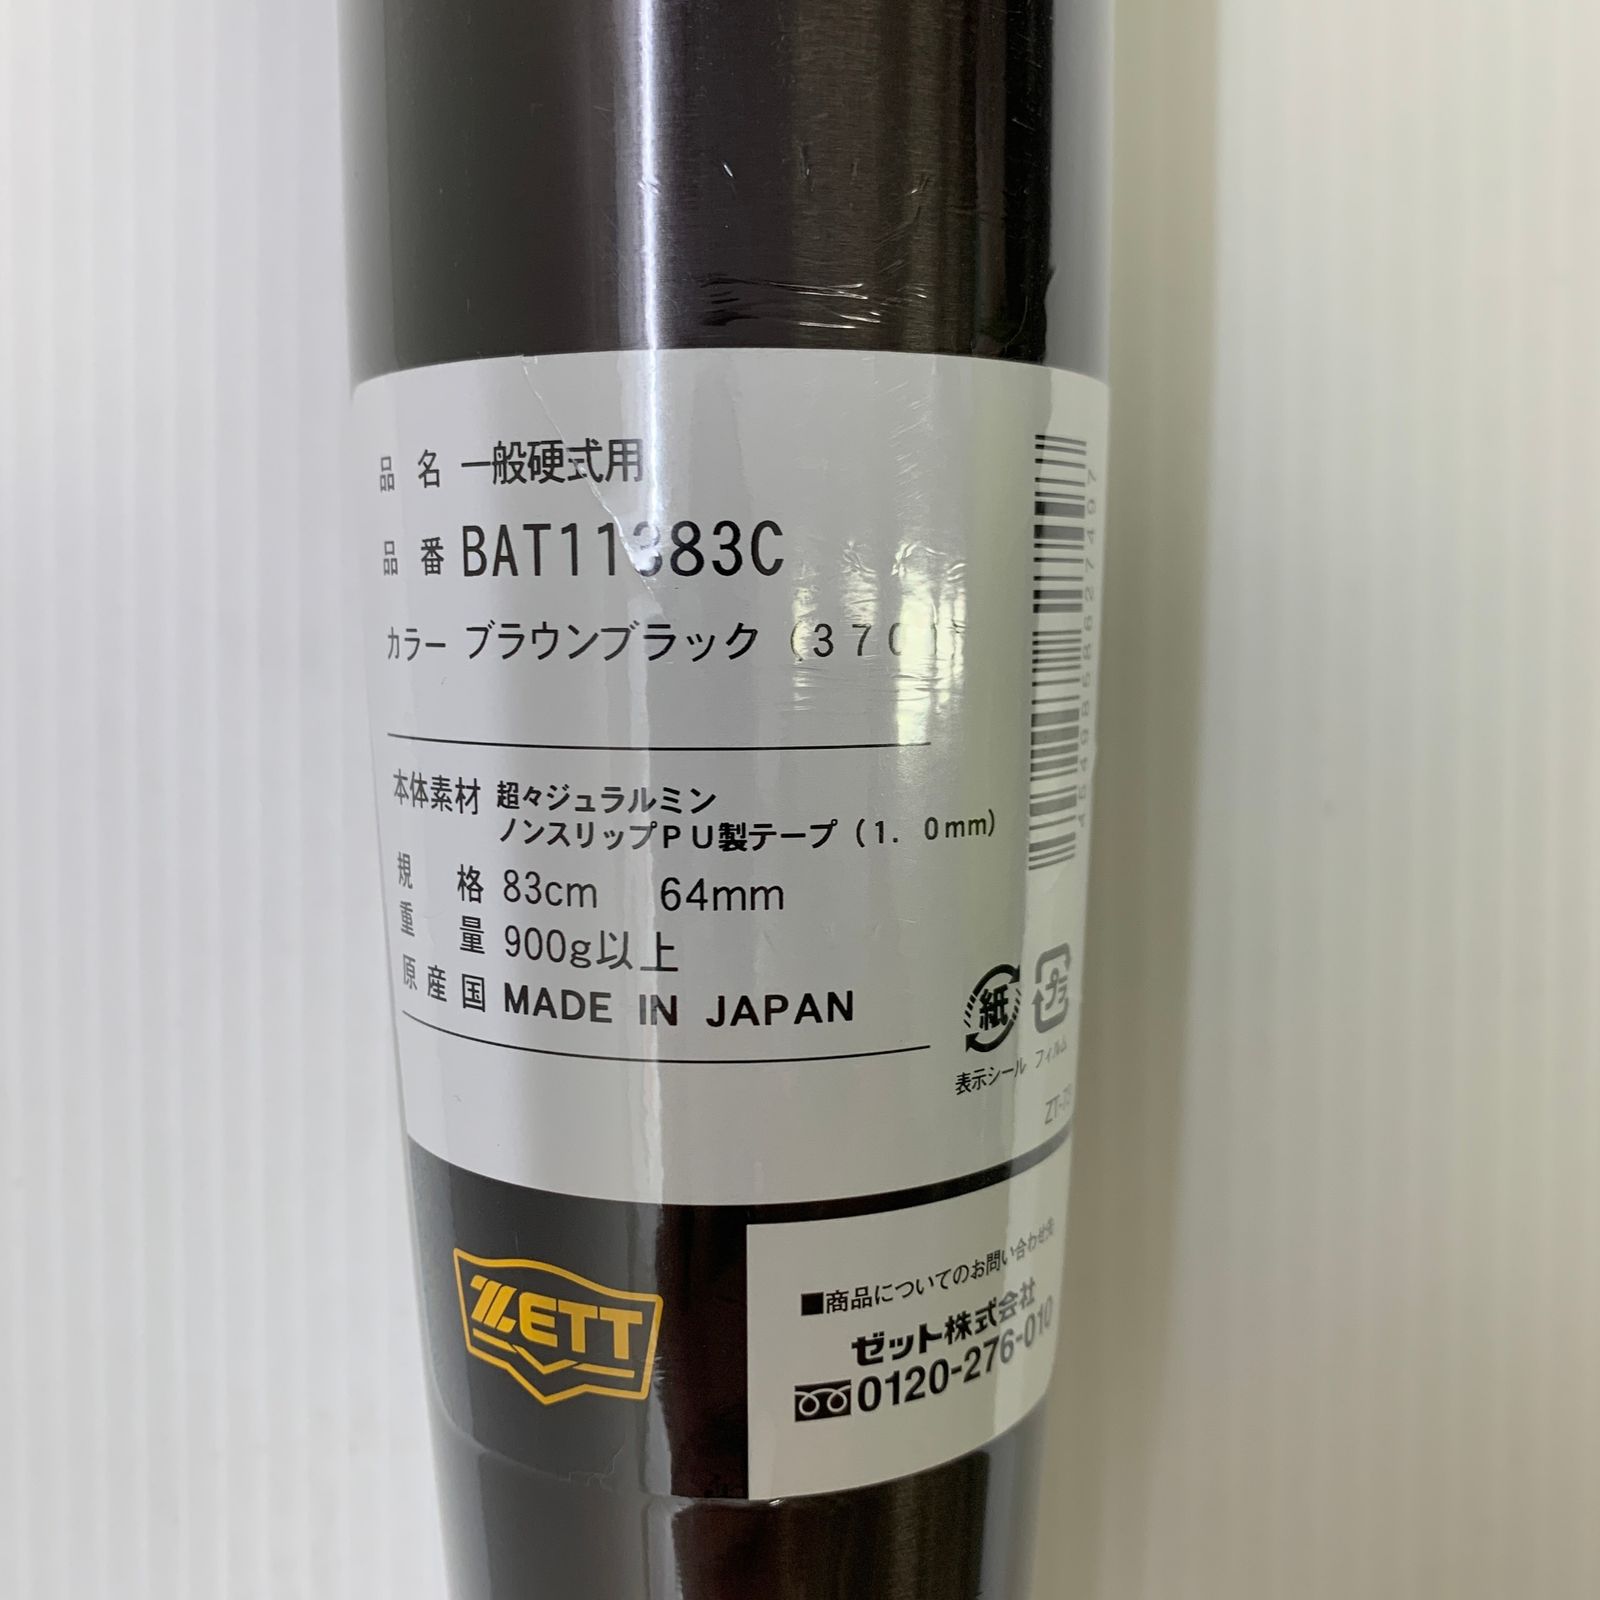 品名 一般硬式用
品番 BAT11383C
カラー ブラウンブラック
本体素材 超々ジュラルミン
ノンスリップPU製テープ（1.0mm）
規格 83cm 64mm
重量 900g以上
原産国 MADE IN JAPAN
4549858627497
紙
プラ
表示シール
フィルム
ZETT
■商品についてのお問い合わせ先
ゼット株式会社
0120-276-010